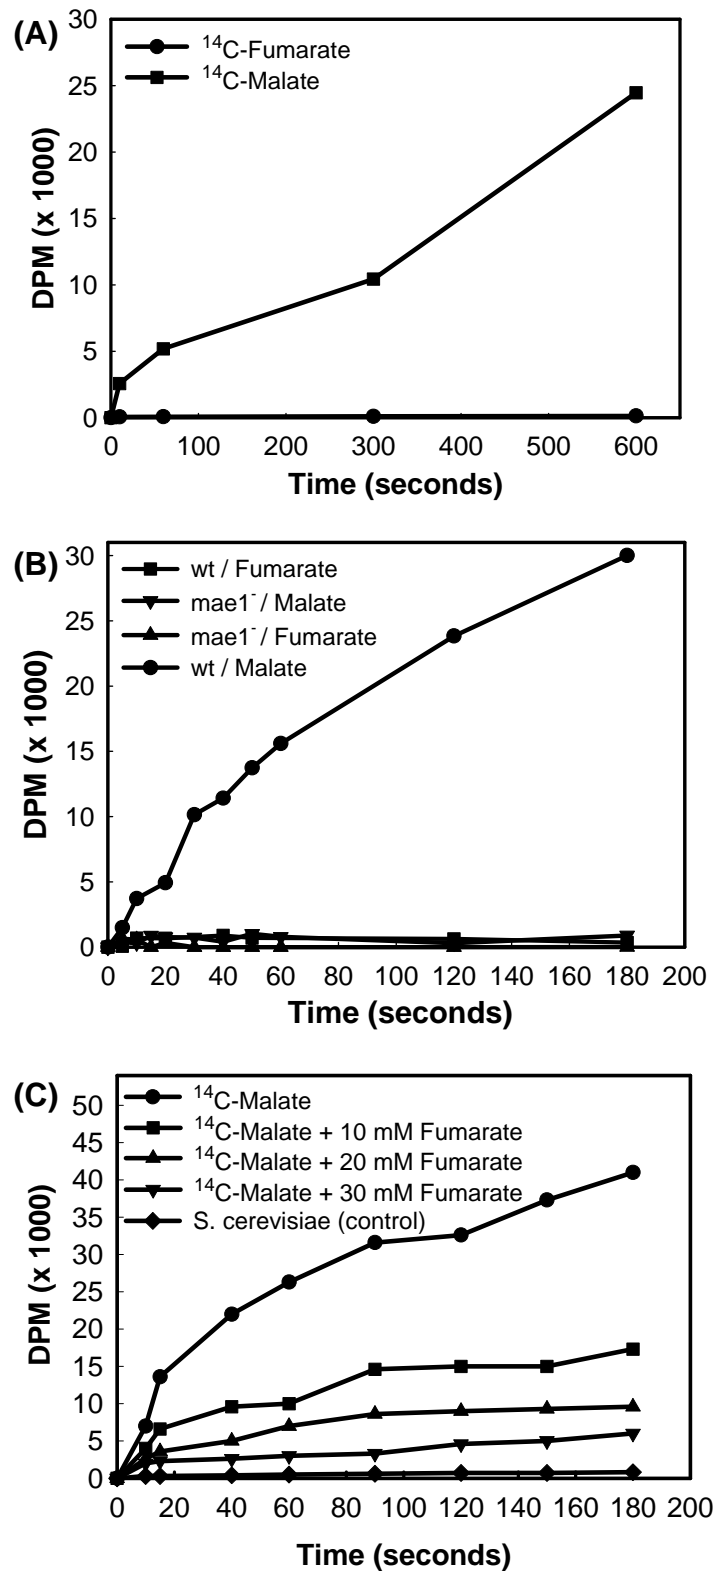 (A)
30
25
20
15
10
5
0
DPM (x 1000)
¹⁴C-Fumarate
¹⁴C-Malate
0 100 200 300 400 500 600
Time (seconds)
(B)
30
25
20
15
10
5
0
DPM (x 1000)
wt / Fumarate
mae1⁻ / Malate
mae1⁻ / Fumarate
wt / Malate
0 20 40 60 80 100 120 140 160 180 200
Time (seconds)
(C)
50
45
40
35
30
25
20
15
10
5
0
DPM (x 1000)
¹⁴C-Malate
¹⁴C-Malate + 10 mM Fumarate
¹⁴C-Malate + 20 mM Fumarate
¹⁴C-Malate + 30 mM Fumarate
S. cerevisiae (control)
0 20 40 60 80 100 120 140 160 180 200
Time (seconds)